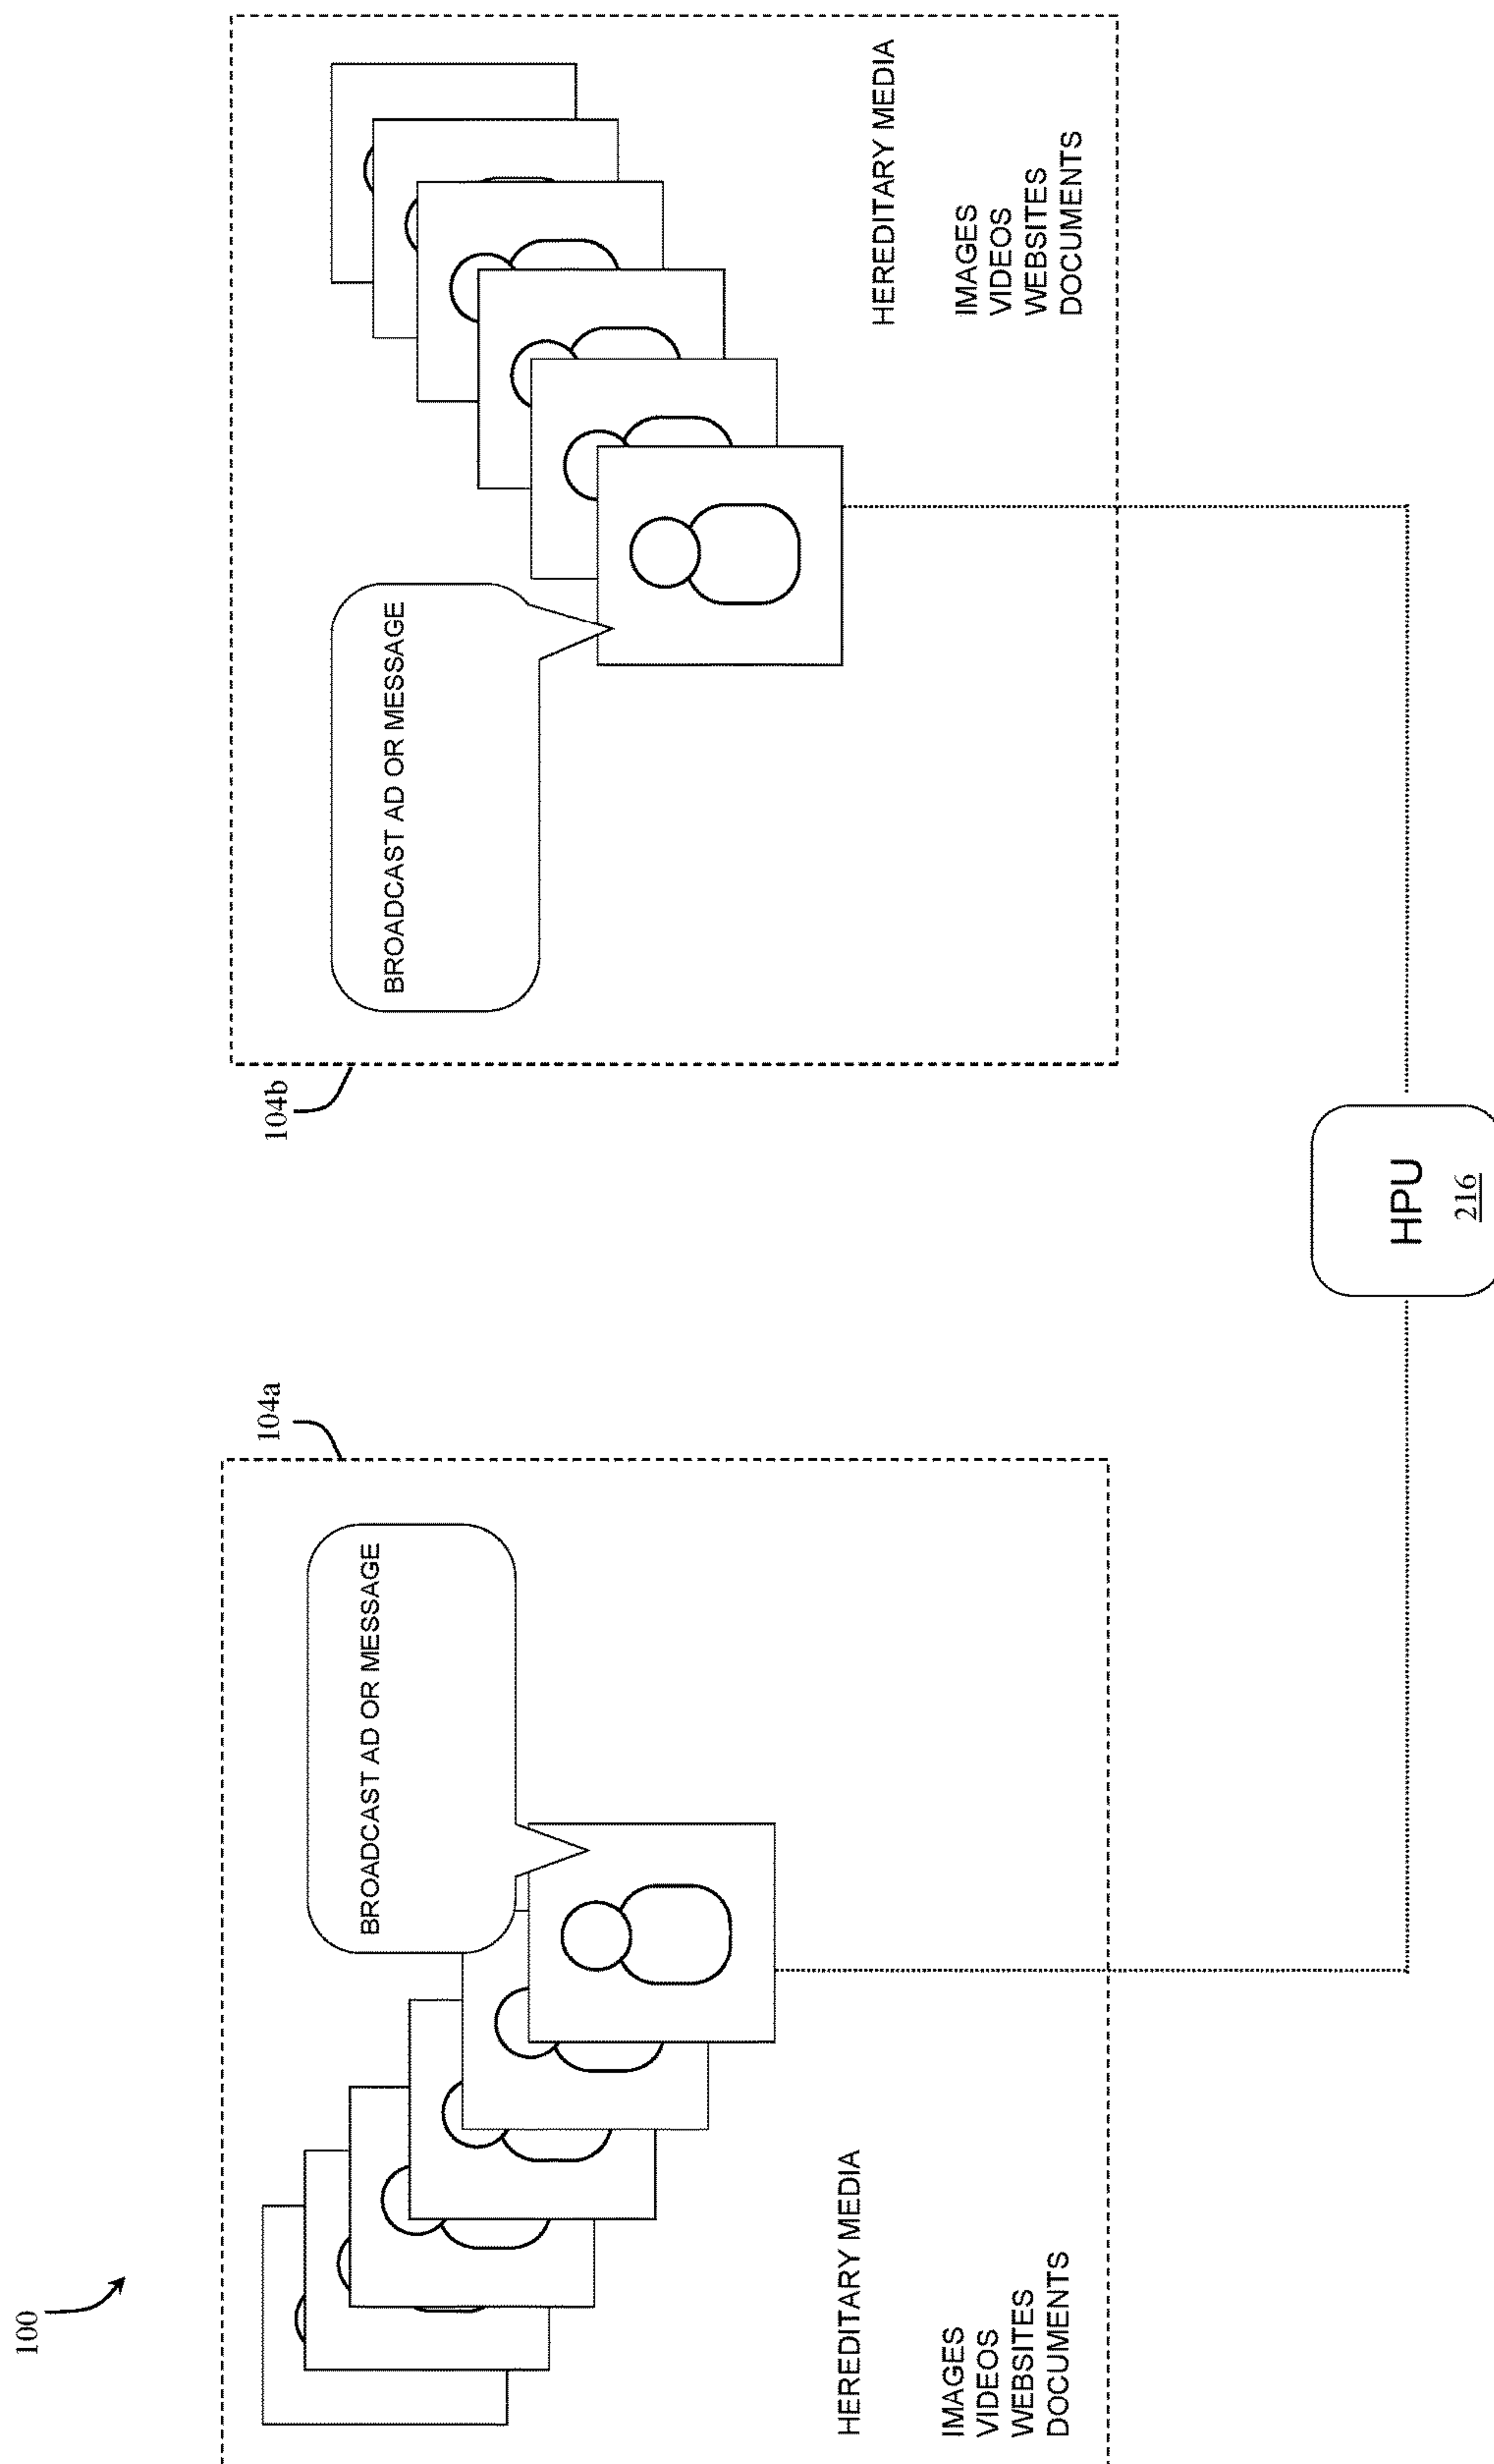 100
104a
BROADCAST AD OR MESSAGE
HEREDITARY MEDIA
IMAGES
VIDEOS
WEBSITES
DOCUMENTS
104b
BROADCAST AD OR MESSAGE
HEREDITARY MEDIA
IMAGES
VIDEOS
WEBSITES
DOCUMENTS
HPU
216